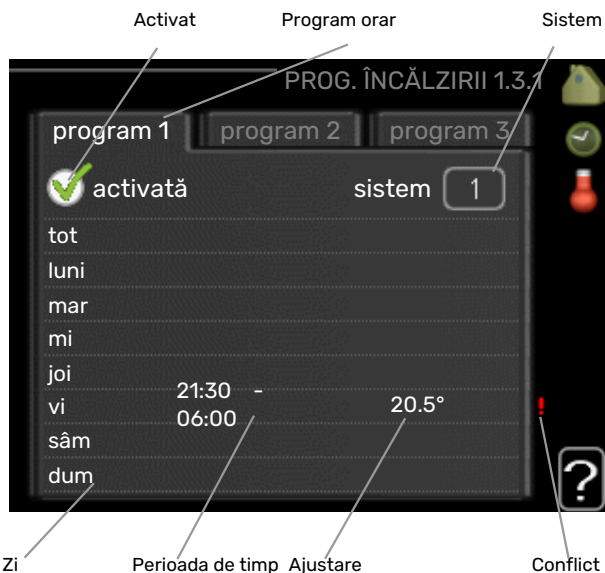 Activat Program orar Sistem
PROG. ÎNCĂLZIRII 1.3.1
program 1 program 2 program 3
activată sistem 1
tot
luni
mar
mi
joi
vi 21:30 - 20.5° !
06:00
sâm
dum
?
Zi Perioada de timp Ajustare Conflict